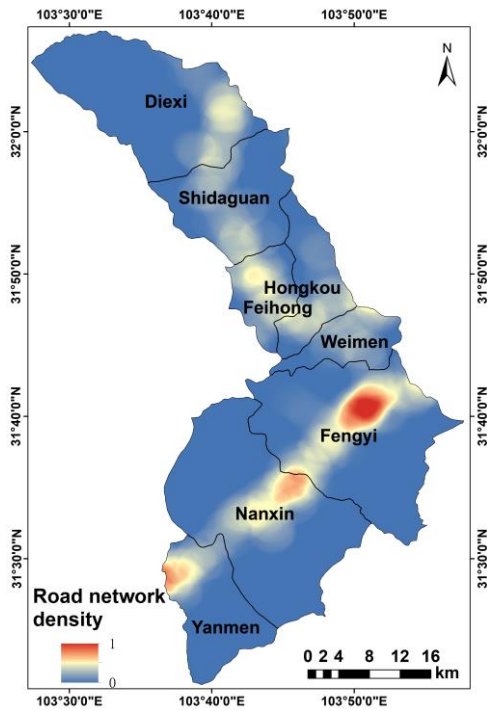 103°30'0"E 103°40'0"E 103°50'0"E
N
32°0'0"N
31°50'0"N
31°40'0"N
31°30'0"N
32°0'0"N
31°50'0"N
31°40'0"N
31°30'0"N
Diexi
Shidaguan
Hongkou
Feihong
Weimen
Fengyi
Nanxin
Yanmen
Road network
density
1
0
0 2 4 8 12 16
km
103°30'0"E 103°40'0"E 103°50'0"E